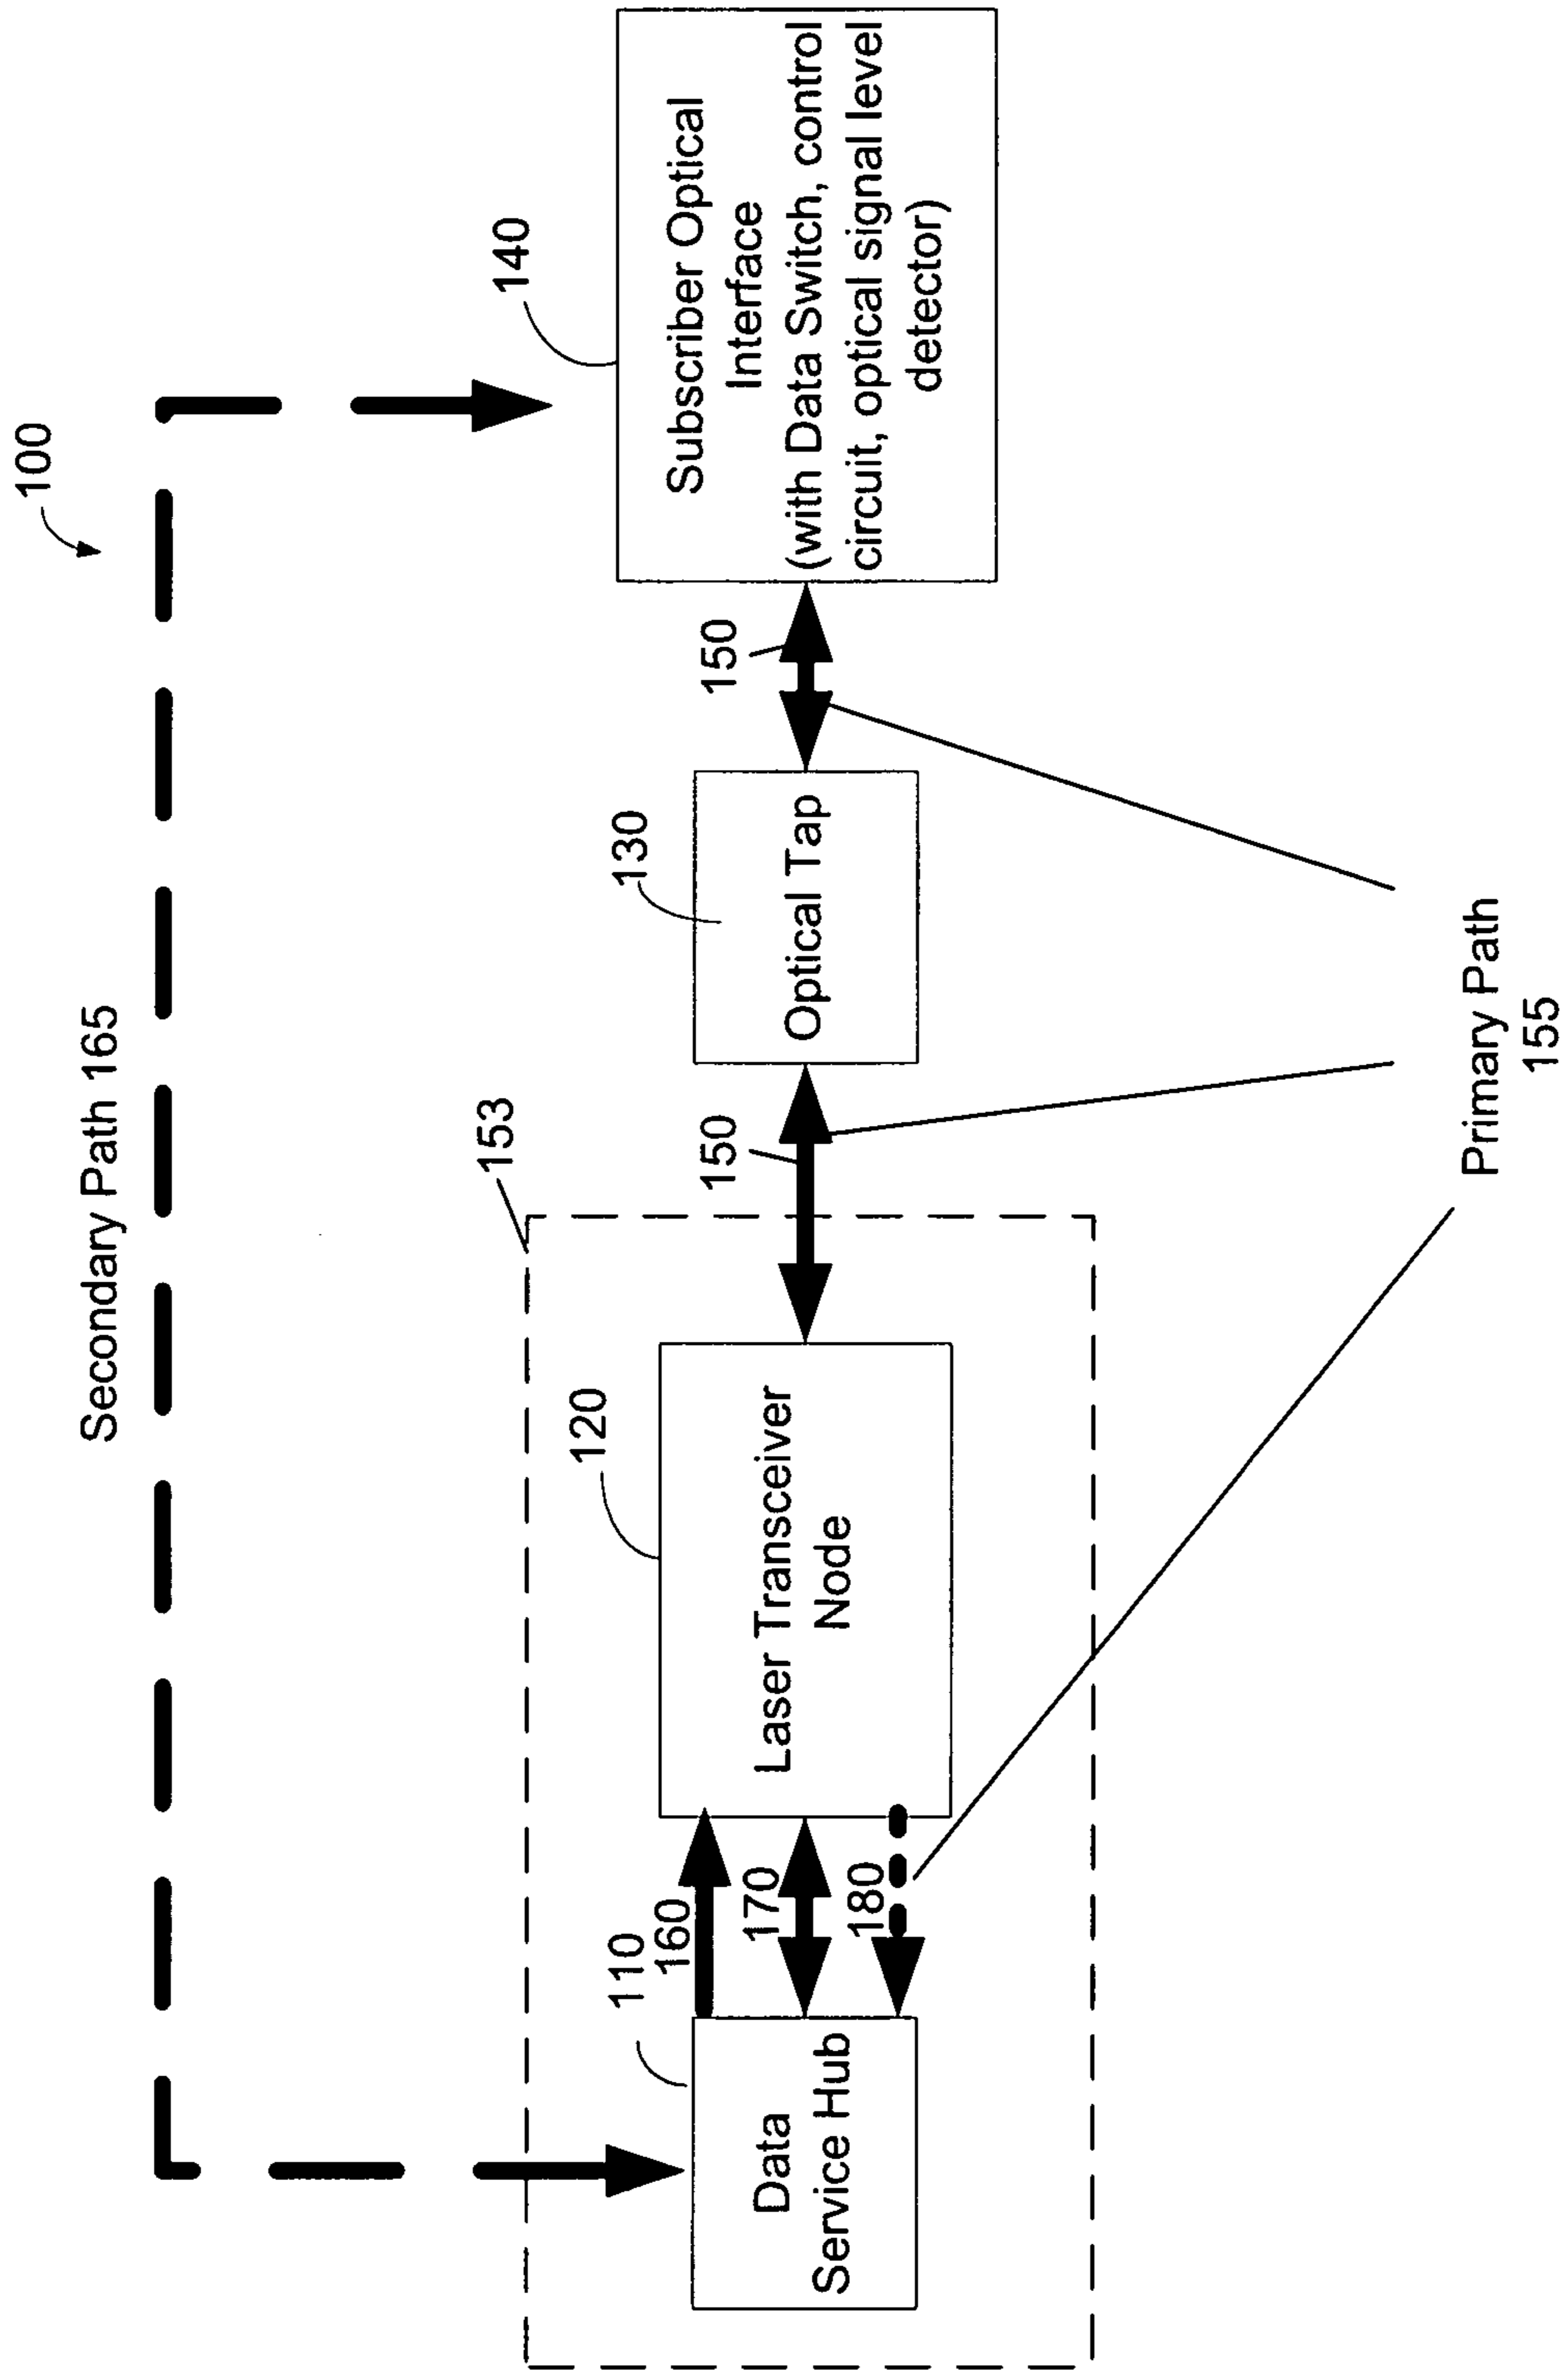 100
Secondary Path 165
140
Subscriber Optical
Interface
(with Data Switch, control
circuit, optical signal level
detector)
153
120
Laser Transceiver
Node
130
Optical Tap
150
150
110
Data
Service Hub
160
170
180
Primary Path
155